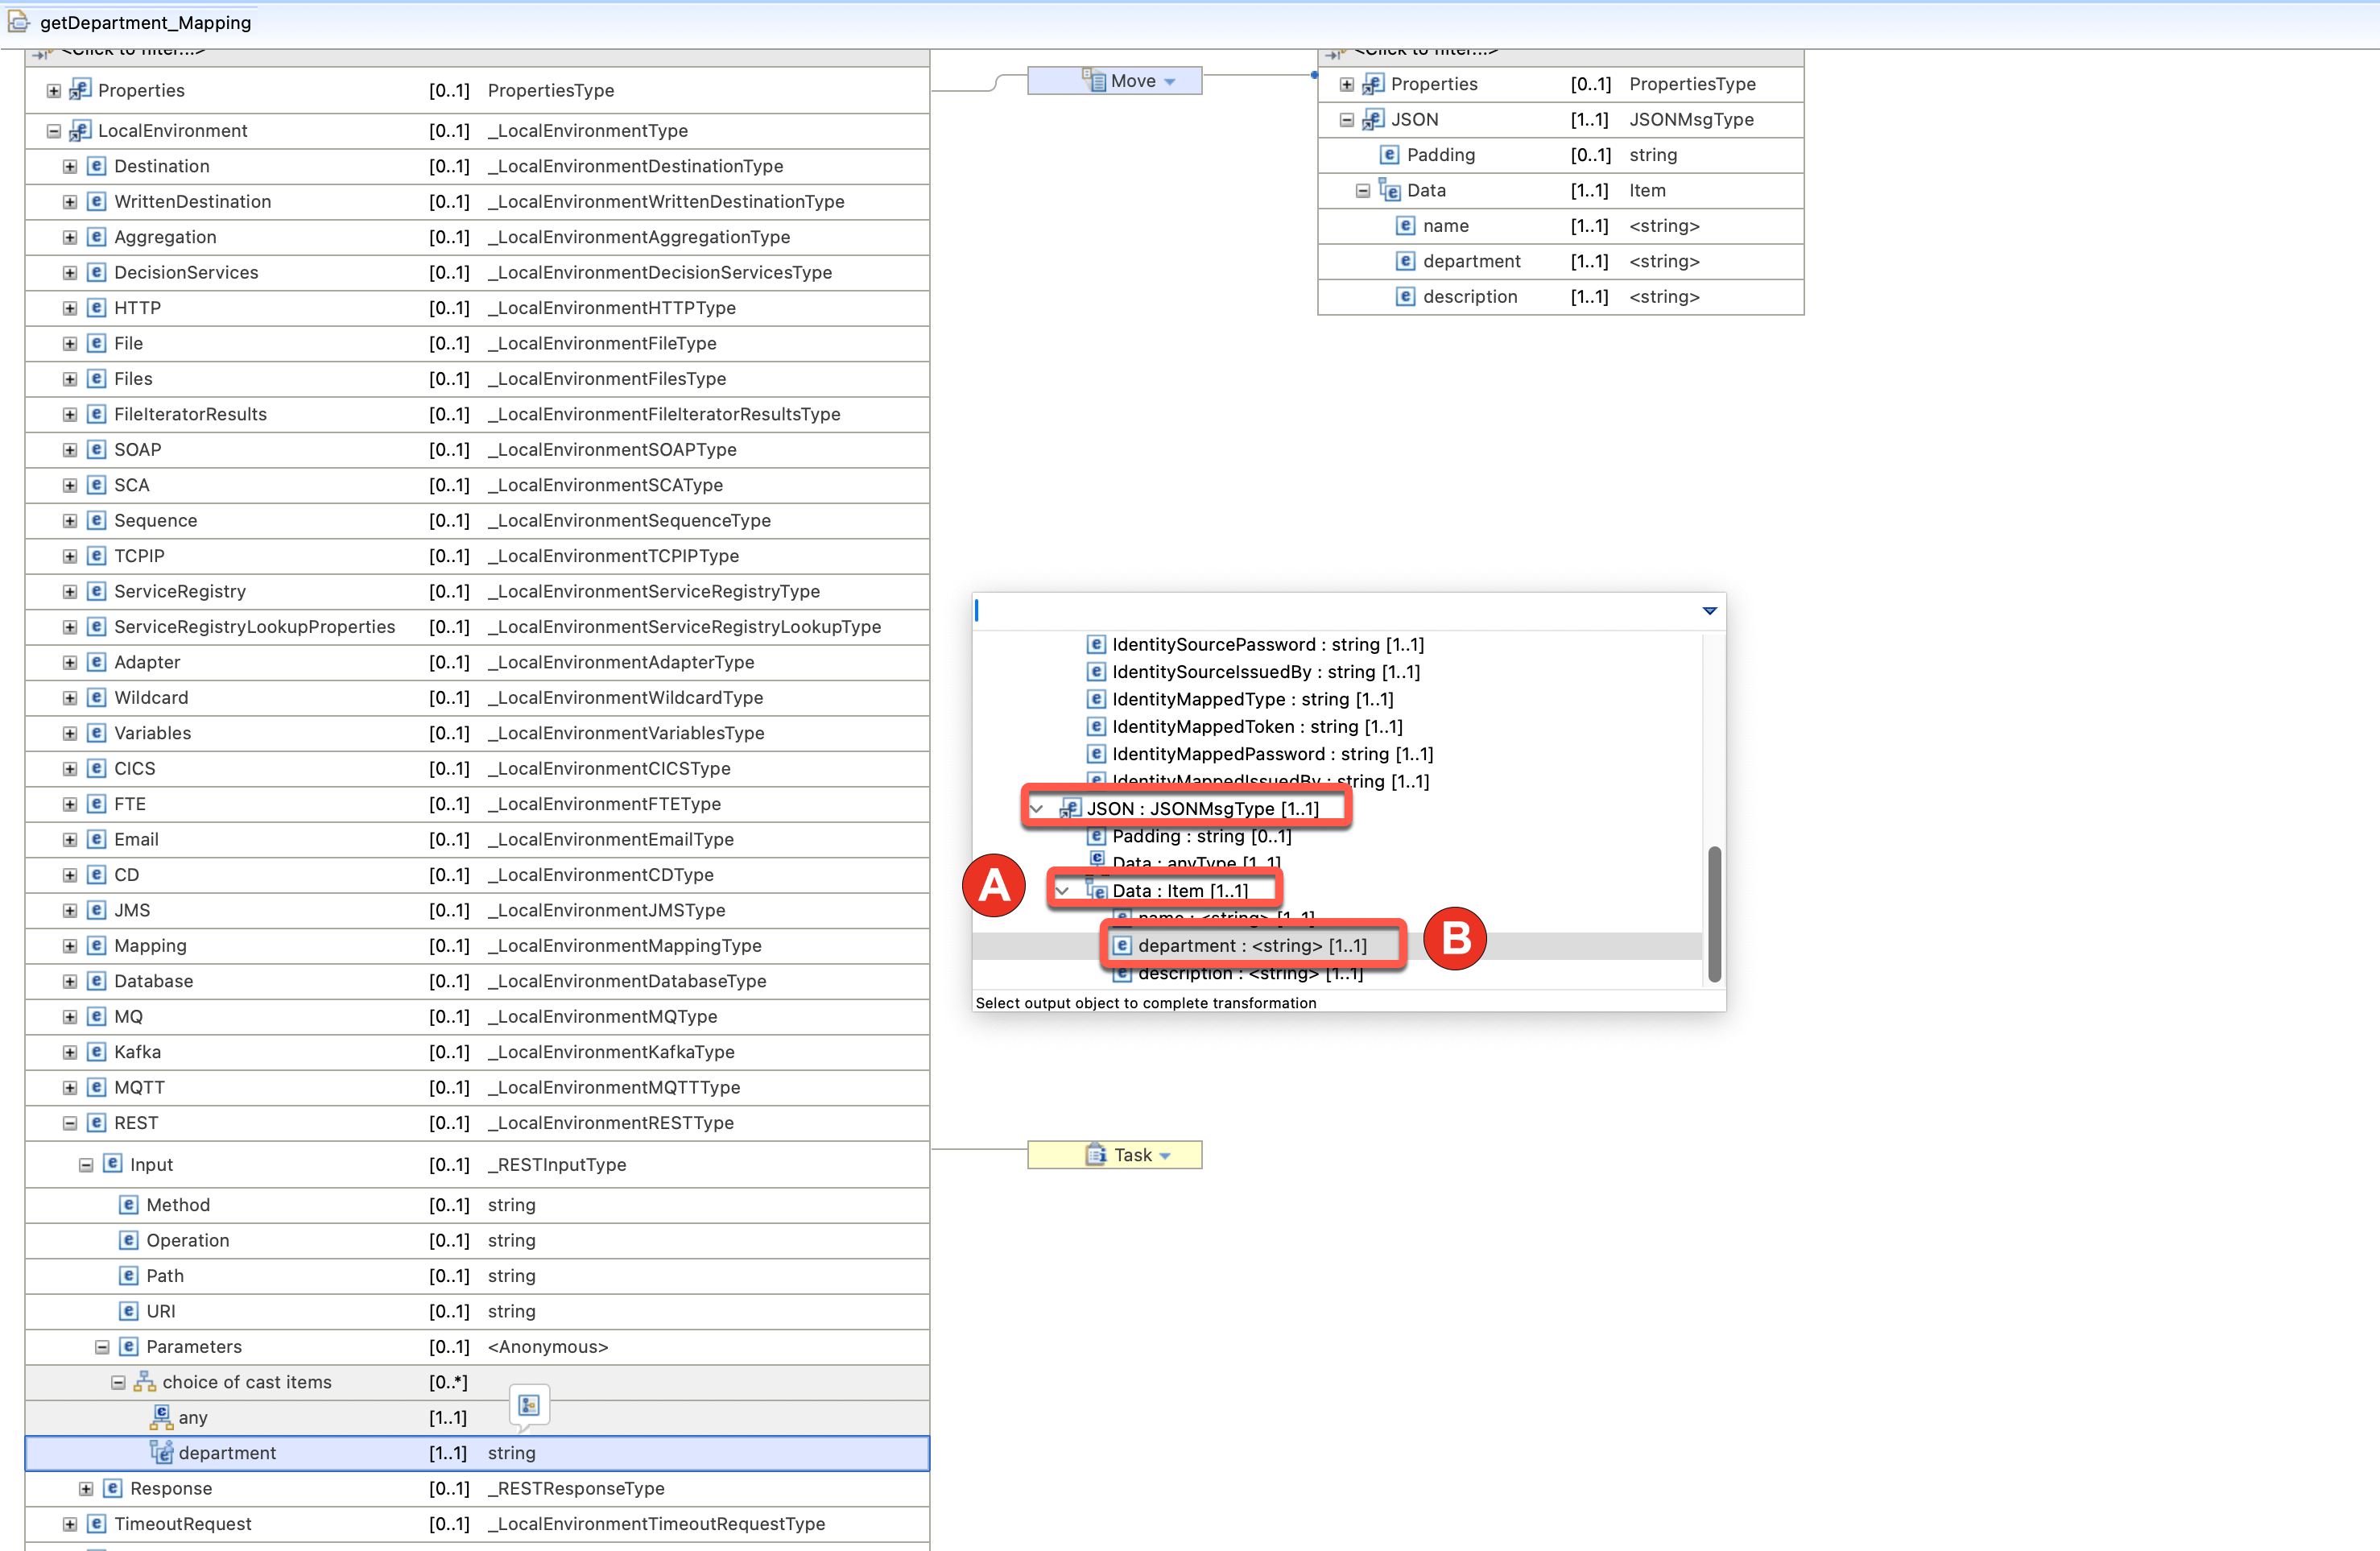 getDepartment_Mapping
<Click to filter...>
Properties [0..1] PropertiesType
LocalEnvironment [0..1] _LocalEnvironmentType
Destination [0..1] _LocalEnvironmentDestinationType
WrittenDestination [0..1] _LocalEnvironmentWrittenDestinationType
Aggregation [0..1] _LocalEnvironmentAggregationType
DecisionServices [0..1] _LocalEnvironmentDecisionServicesType
HTTP [0..1] _LocalEnvironmentHTTPType
File [0..1] _LocalEnvironmentFileType
Files [0..1] _LocalEnvironmentFilesType
FileIteratorResults [0..1] _LocalEnvironmentFileIteratorResultsType
SOAP [0..1] _LocalEnvironmentSOAPType
SCA [0..1] _LocalEnvironmentSCAType
Sequence [0..1] _LocalEnvironmentSequenceType
TCPIP [0..1] _LocalEnvironmentTCPIPType
ServiceRegistry [0..1] _LocalEnvironmentServiceRegistryType
ServiceRegistryLookupProperties [0..1] _LocalEnvironmentServiceRegistryLookupType
Adapter [0..1] _LocalEnvironmentAdapterType
Wildcard [0..1] _LocalEnvironmentWildcardType
Variables [0..1] _LocalEnvironmentVariablesType
CICS [0..1] _LocalEnvironmentCICSType
FTE [0..1] _LocalEnvironmentFTEType
Email [0..1] _LocalEnvironmentEmailType
CD [0..1] _LocalEnvironmentCDType
JMS [0..1] _LocalEnvironmentJMSType
Mapping [0..1] _LocalEnvironmentMappingType
Database [0..1] _LocalEnvironmentDatabaseType
MQ [0..1] _LocalEnvironmentMQType
Kafka [0..1] _LocalEnvironmentKafkaType
MQTT [0..1] _LocalEnvironmentMQTTType
REST [0..1] _LocalEnvironmentRESTType
Input [0..1] _RESTInputType
Method [0..1] string
Operation [0..1] string
Path [0..1] string
URI [0..1] string
Parameters [0..1] <Anonymous>
choice of cast items [0..*]
any [1..1]
department [1..1] string
Response [0..1] _RESTResponseType
TimeoutRequest [0..1] _LocalEnvironmentTimeoutRequestType
Move
<Click to filter...>
Properties [0..1] PropertiesType
JSON [1..1] JSONMsgType
Padding [0..1] string
Data [1..1] Item
name [1..1] <string>
department [1..1] <string>
description [1..1] <string>
IdentitySourcePassword : string [1..1]
IdentitySourceIssuedBy : string [1..1]
IdentityMappedType : string [1..1]
IdentityMappedToken : string [1..1]
IdentityMappedPassword : string [1..1]
IdentityMappedIssuedBy : string [1..1]
JSON : JSONMsgType [1..1]
Padding : string [0..1]
Data : anyType [1..1]
A
Data : Item [1..1]
name : <string> [1..1]
department : <string> [1..1]
B
description : <string> [1..1]
Select output object to complete transformation
Task